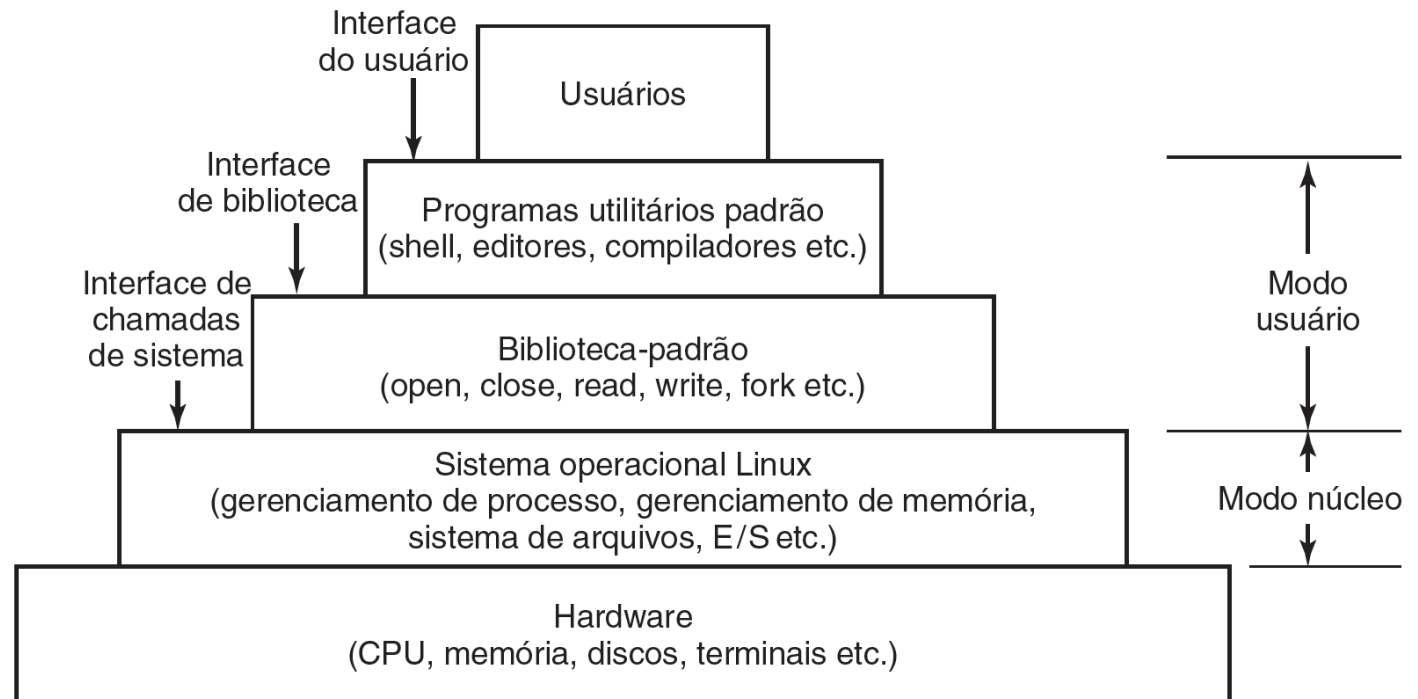 Interface
do usuário
Usuários
Interface
de biblioteca
Programas utilitários padrão
(shell, editores, compiladores etc.)
Interface de
chamadas
de sistema
Modo
usuário
Biblioteca-padrão
(open, close, read, write, fork etc.)
Sistema operacional Linux
(gerenciamento de processo, gerenciamento de memória,
sistema de arquivos, E/S etc.)
Modo núcleo
Hardware
(CPU, memória, discos, terminais etc.)